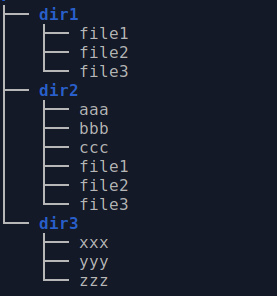 dir1
file1
file2
file3
dir2
aaa
bbb
ccc
file1
file2
file3
dir3
xxx
yyy
zzz